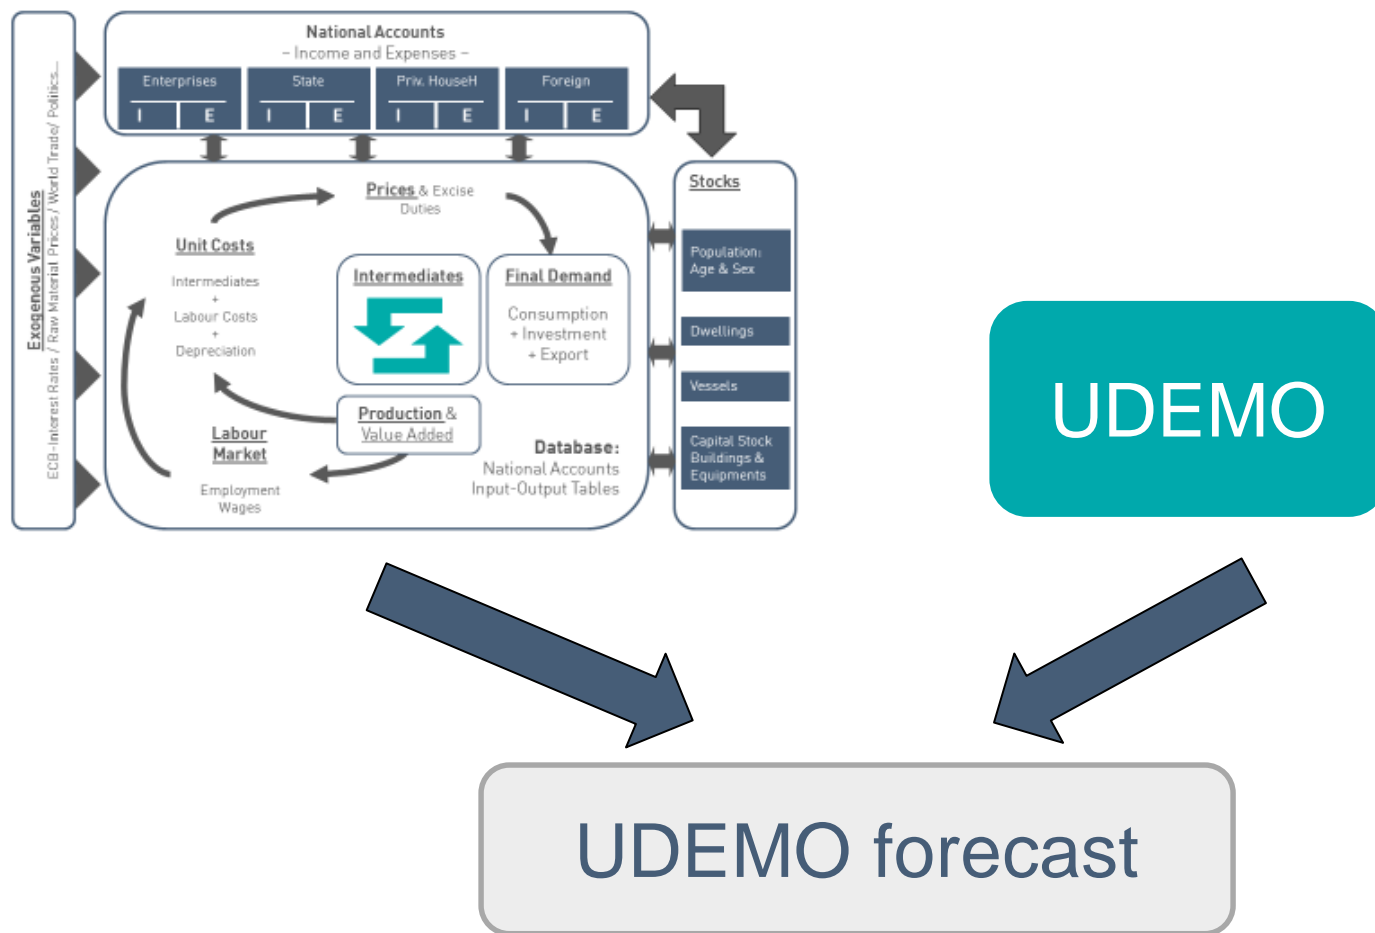 Exogenous Variables
ECB-Interest Rates / Raw Material Prices / World Trade/ Politics...
National Accounts
– Income and Expenses –
Enterprises
I E
State
I E
Priv. HouseH
I E
Foreign
I E
Prices & Excise
Duties
Unit Costs
Intermediates
+
Labour Costs
+
Depreciation
Intermediates
Final Demand
Consumption
+ Investment
+ Export
Production &
Value Added
Labour
Market
Employment
Wages
Database:
National Accounts
Input-Output Tables
Stocks
Population:
Age & Sex
Dwellings
Vessels
Capital Stock
Buildings &
Equipments
UDEMO
UDEMO forecast